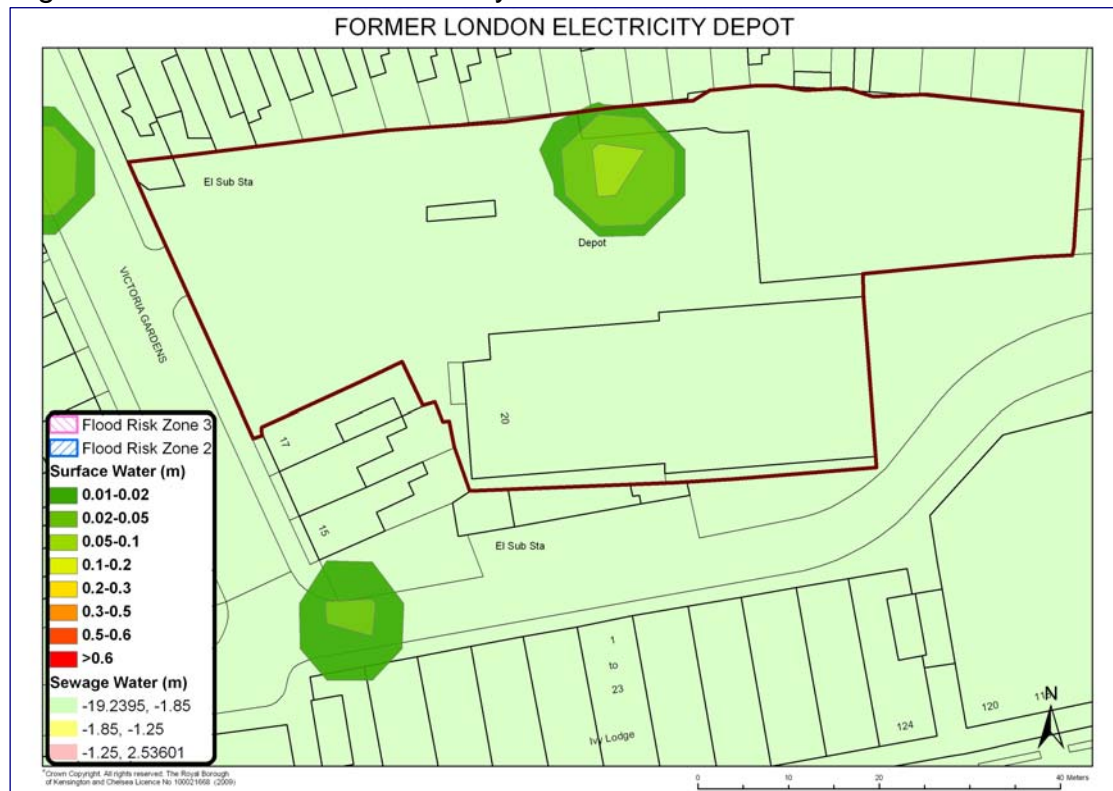 FORMER LONDON ELECTRICITY DEPOT
El Sub Sta
Depot
VICTORIA GARDENS
20
17
15
El Sub Sta
1
to
23
Ivy Lodge
124
120
N
Flood Risk Zone 3
Flood Risk Zone 2
Surface Water (m)
0.01-0.02
0.02-0.05
0.05-0.1
0.1-0.2
0.2-0.3
0.3-0.5
0.5-0.6
>0.6
Sewage Water (m)
-19.2395, -1.85
-1.85, -1.25
-1.25, 2.53601
©Crown Copyright. All rights reserved. The Royal Borough
of Kensington and Chelsea Licence No 100021668 (2009)
0 10 20 40 Meters